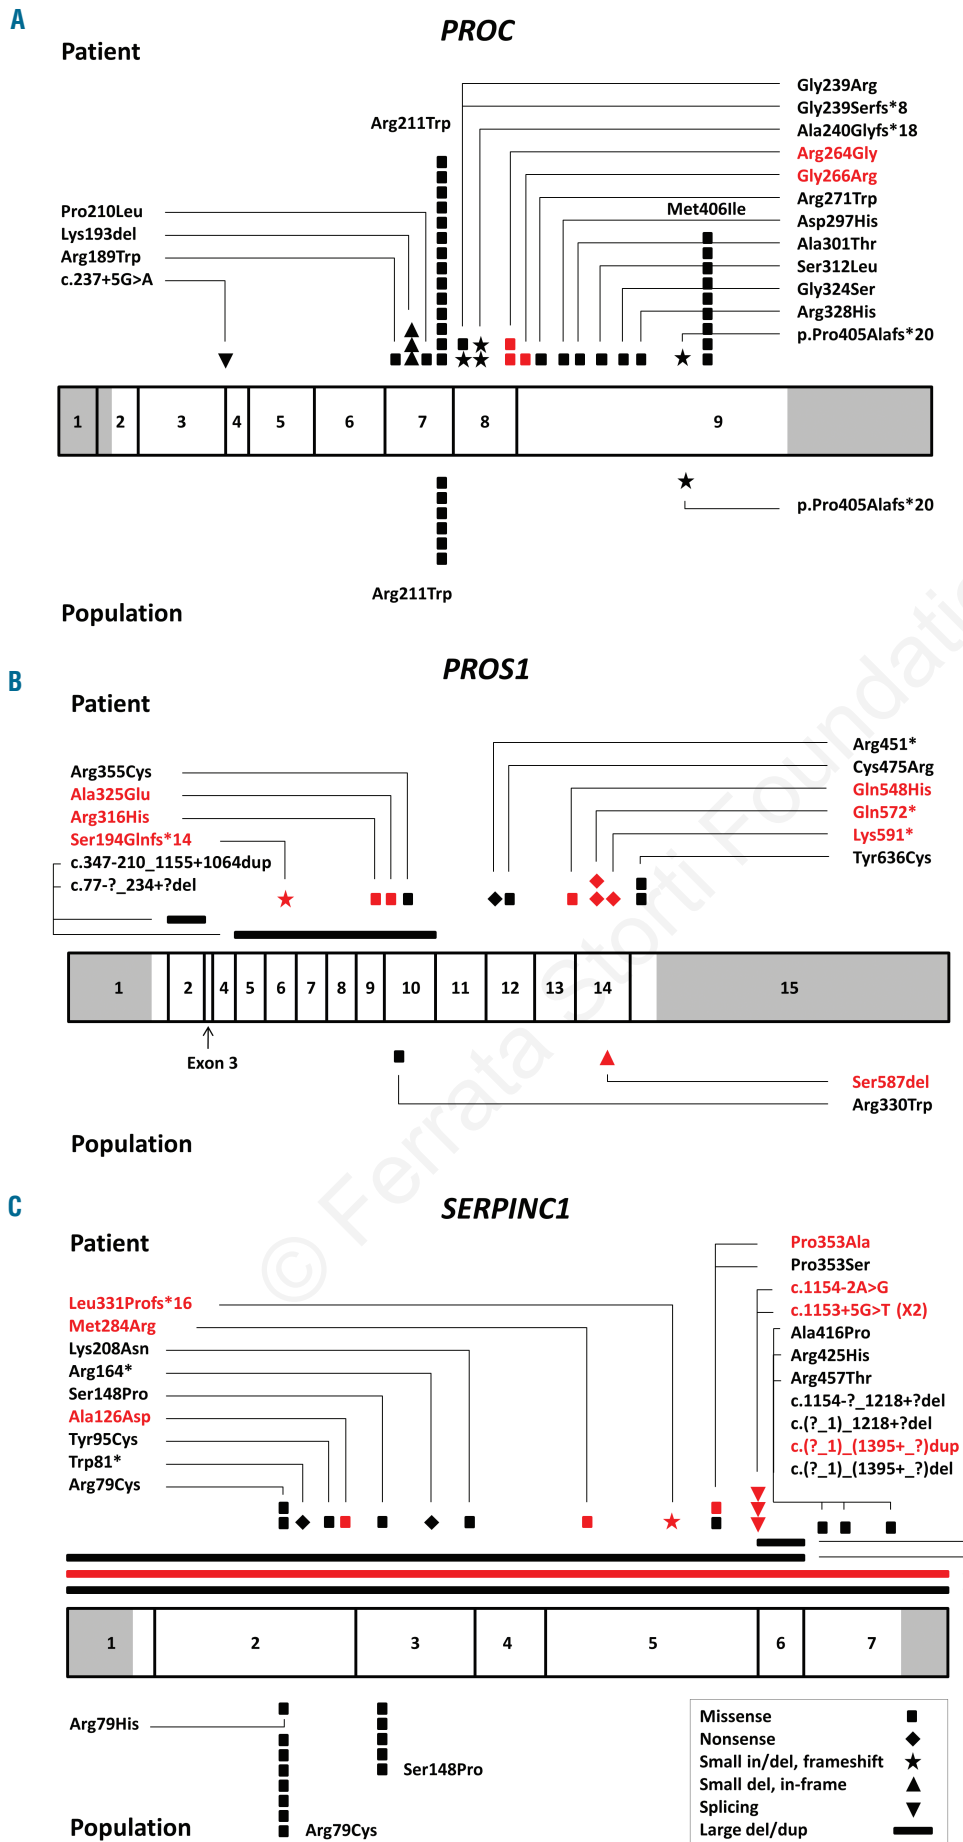 A
PROC
Patient
Gly239Arg
Gly239Serfs*8
Arg211Trp
Ala240Glyfs*18
Arg264Gly
Gly266Arg
Arg271Trp
Met406Ile
Pro210Leu
Asp297His
Lys193del
Ala301Thr
Arg189Trp
Ser312Leu
c.237+5G>A
Gly324Ser
Arg328His
p.Pro405Alafs*20
1 2 3 4 5 6 7 8 9
p.Pro405Alafs*20
Arg211Trp
Population
B
PROS1
Patient
Arg451*
Arg355Cys
Cys475Arg
Ala325Glu
Gln548His
Arg316His
Gln572*
Ser194Glnfs*14
Lys591*
c.347-210_1155+1064dup
Tyr636Cys
c.77-?_234+?del
1 2 4 5 6 7 8 9 10 11 12 13 14 15
Exon 3
Ser587del
Arg330Trp
Population
C
SERPINC1
Patient
Pro353Ala
Pro353Ser
c.1154-2A>G
Leu331Profs*16
c.1153+5G>T (X2)
Met284Arg
Ala416Pro
Lys208Asn
Arg425His
Arg164*
Arg457Thr
Ser148Pro
c.1154-?_1218+?del
Ala126Asp
c.(?_1)_1218+?del
Tyr95Cys
c.(?_1)_(1395+_?)dup
Trp81*
c.(?_1)_(1395+_?)del
Arg79Cys
1 2 3 4 5 6 7
Arg79His
Ser148Pro
Arg79Cys
Population
Missense
Nonsense
Small in/del, frameshift
Small del, in-frame
Splicing
Large del/dup
© Ferrata Storti Foundatio